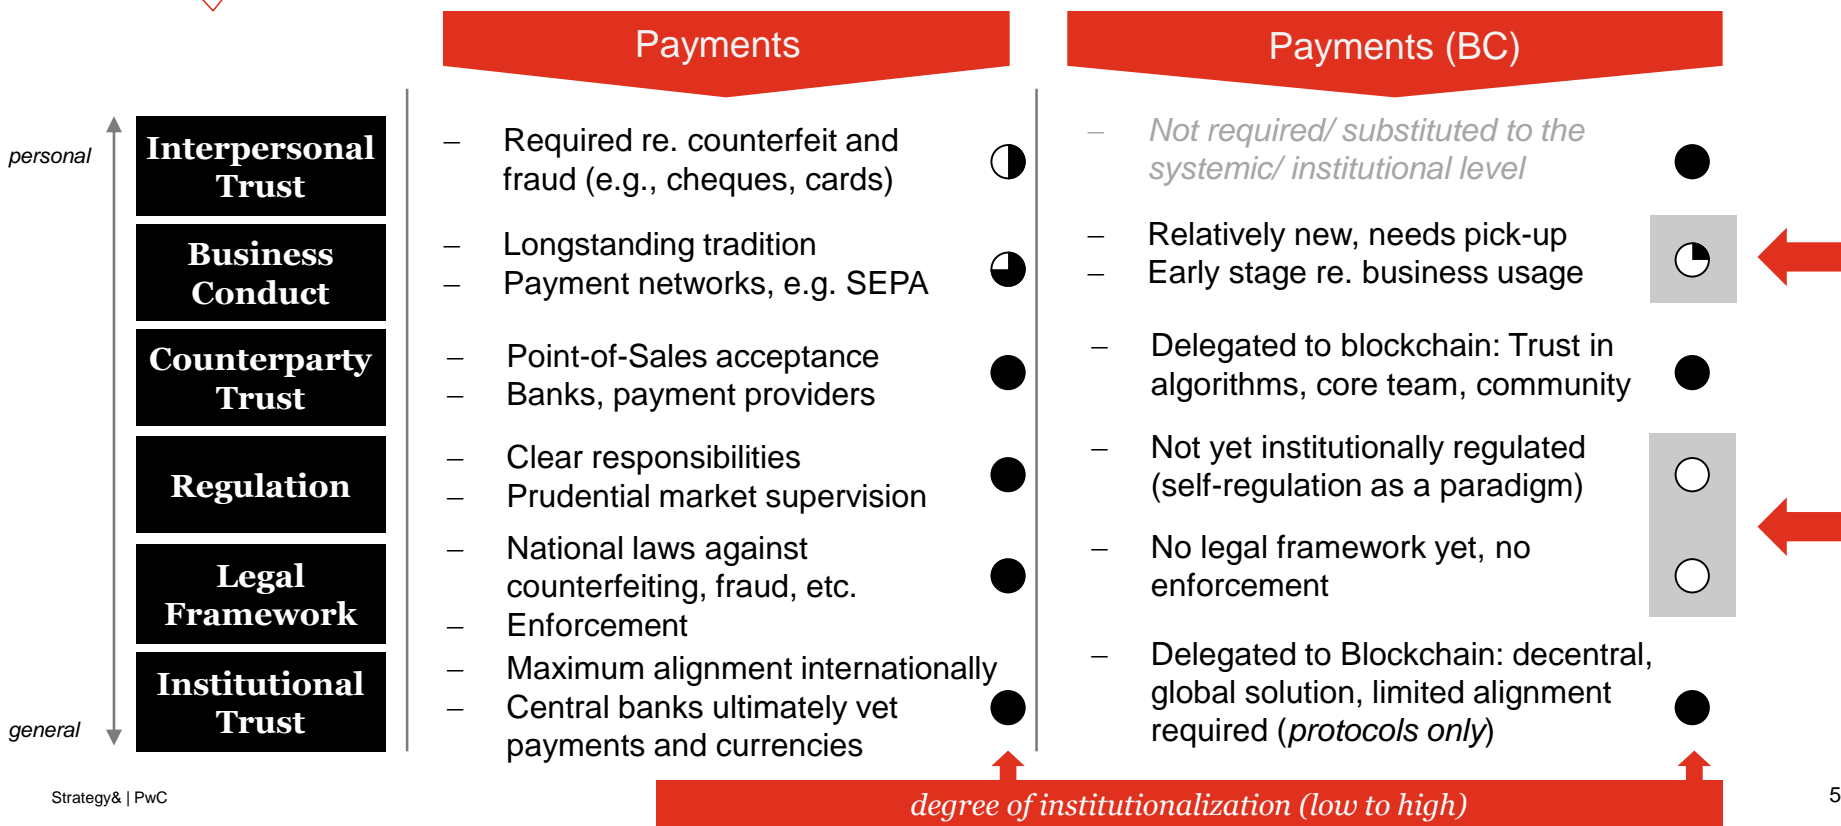 Payments
Payments (BC)
personal
Interpersonal
Trust
– Required re. counterfeit and
fraud (e.g., cheques, cards)
– Not required/ substituted to the
systemic/ institutional level
Business
Conduct
– Longstanding tradition
– Payment networks, e.g. SEPA
– Relatively new, needs pick-up
– Early stage re. business usage
Counterparty
Trust
– Point-of-Sales acceptance
– Banks, payment providers
– Delegated to blockchain: Trust in
algorithms, core team, community
Regulation
– Clear responsibilities
– Prudential market supervision
– Not yet institutionally regulated
(self-regulation as a paradigm)
Legal
Framework
– National laws against
counterfeiting, fraud, etc.
– Enforcement
– No legal framework yet, no
enforcement
Institutional
Trust
general
– Maximum alignment internationally
– Central banks ultimately vet
payments and currencies
– Delegated to Blockchain: decentral,
global solution, limited alignment
required (protocols only)
Strategy& | PwC
degree of institutionalization (low to high)
5